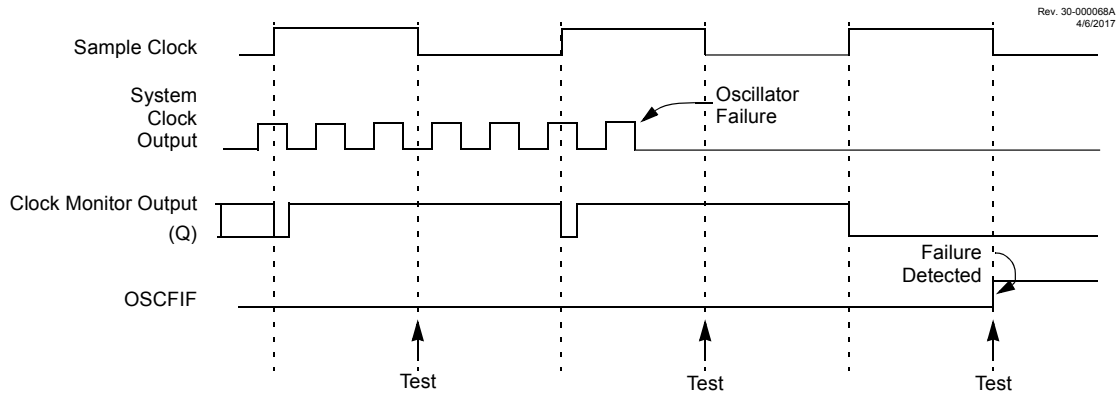 Rev. 30-000068A
4/6/2017
Sample Clock
System
Clock
Output
Oscillator
Failure
Clock Monitor Output
(Q)
Failure
Detected
OSCFIF
Test
Test
Test